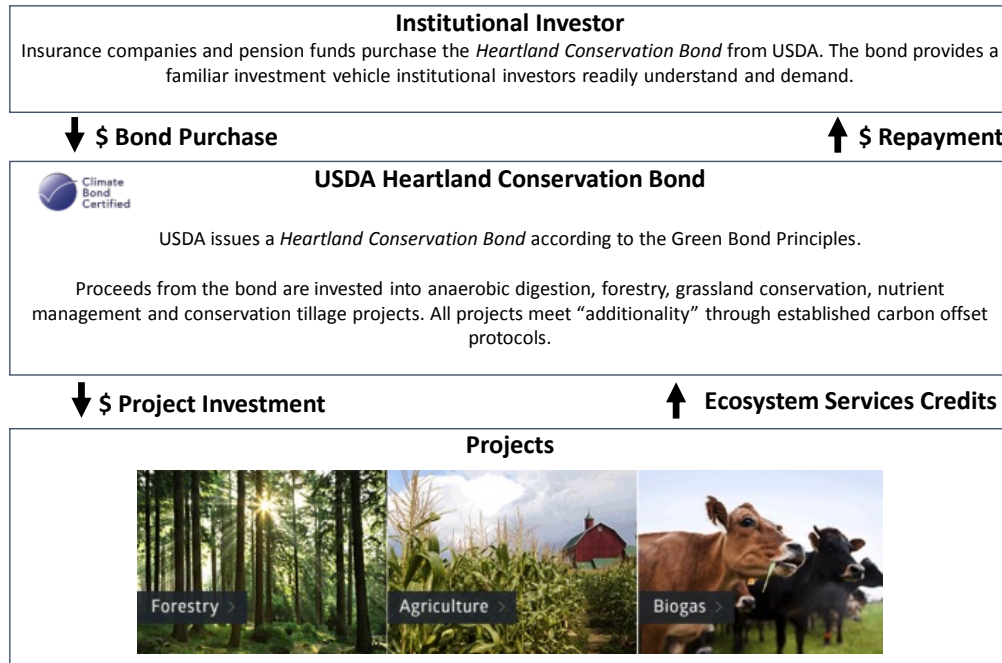 Institutional Investor
Insurance companies and pension funds purchase the Heartland Conservation Bond from USDA. The bond provides a
familiar investment vehicle institutional investors readily understand and demand.
$ Bond Purchase
$ Repayment
Climate
Bond
Certified
USDA Heartland Conservation Bond
USDA issues a Heartland Conservation Bond according to the Green Bond Principles.
Proceeds from the bond are invested into anaerobic digestion, forestry, grassland conservation, nutrient
management and conservation tillage projects. All projects meet “additionality” through established carbon offset
protocols.
$ Project Investment
Ecosystem Services Credits
Projects
Forestry >
Agriculture >
Biogas >